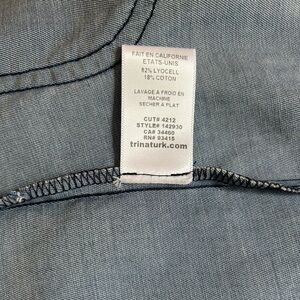 FAIT EN CALIFORNIE
ETATS-UNIS
82% LYOCELL
18% COTON
LAVAGE A FROID EN
MACHINE
SECHER A PLAT
CUT# 4212
STYLE# 142930
CA# 34460
RN# 93415
trinaturk.com